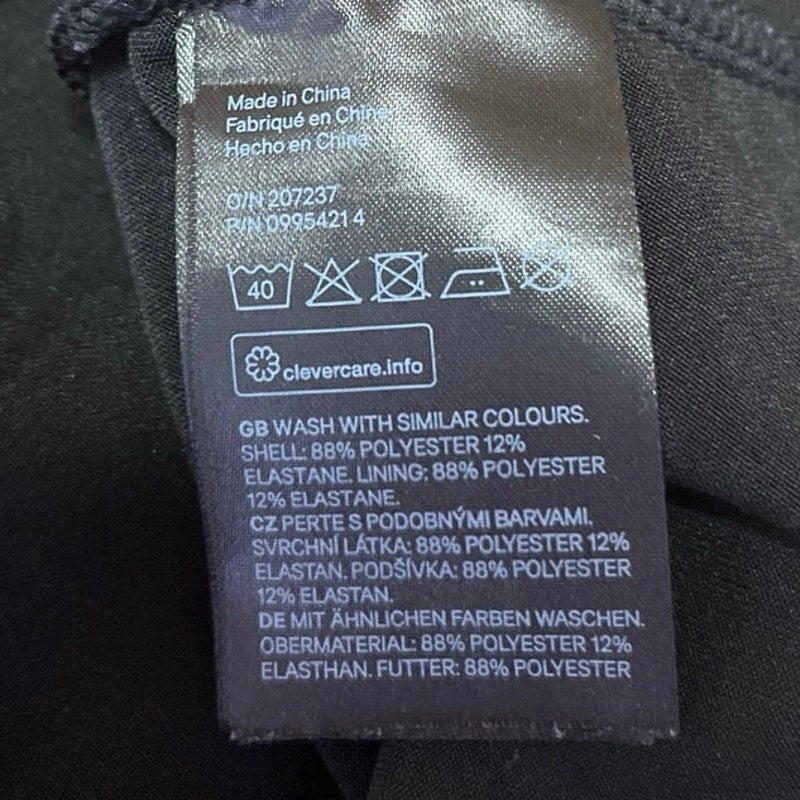 Made in China
Fabriqué en Chine
Hecho en China
O/N 207237
P/N 0995421 4
40
clevercare.info
GB WASH WITH SIMILAR COLOURS.
SHELL: 88% POLYESTER 12%
ELASTANE. LINING: 88% POLYESTER
12% ELASTANE.
CZ PERTE S PODOBNÝMI BARVAMI.
SVRCHNÍ LÁTKA: 88% POLYESTER 12%
ELASTAN. PODŠÍVKA: 88% POLYESTER
12% ELASTAN.
DE MIT ÄHNLICHEN FARBEN WASCHEN.
OBERMATERIAL: 88% POLYESTER 12%
ELASTHAN. FUTTER: 88% POLYESTER